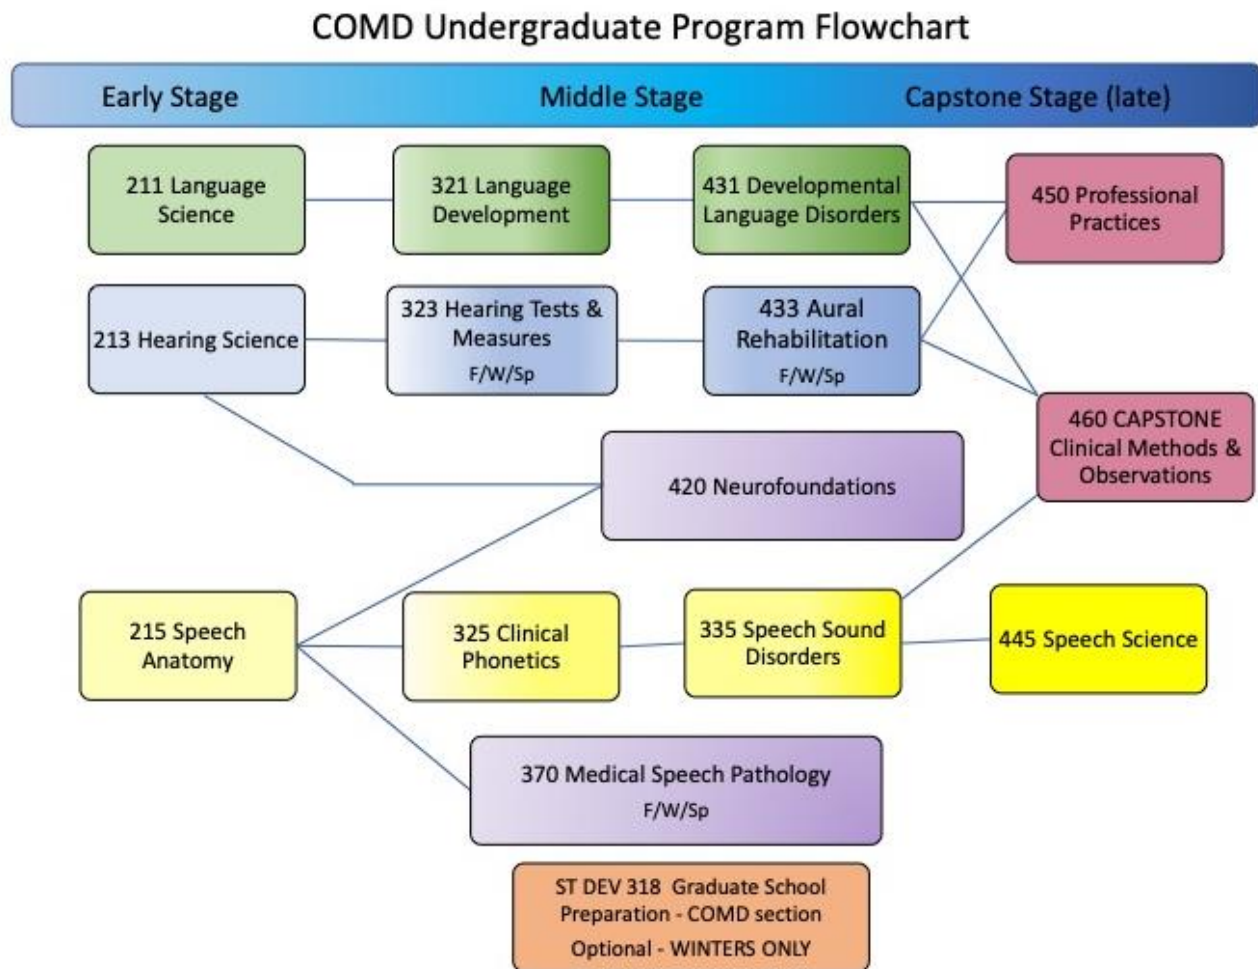 COMD Undergraduate Program Flowchart
Early Stage
Middle Stage
Capstone Stage (late)
211 Language
Science
321 Language
Development
431 Developmental
Language Disorders
450 Professional
Practices
213 Hearing Science
323 Hearing Tests &
Measures
F/W/Sp
433 Aural
Rehabilitation
F/W/Sp
460 CAPSTONE
Clinical Methods &
Observations
420 Neurofoundations
215 Speech
Anatomy
325 Clinical
Phonetics
335 Speech Sound
Disorders
445 Speech Science
370 Medical Speech Pathology
F/W/Sp
ST DEV 318  Graduate School
Preparation - COMD section
Optional - WINTERS ONLY